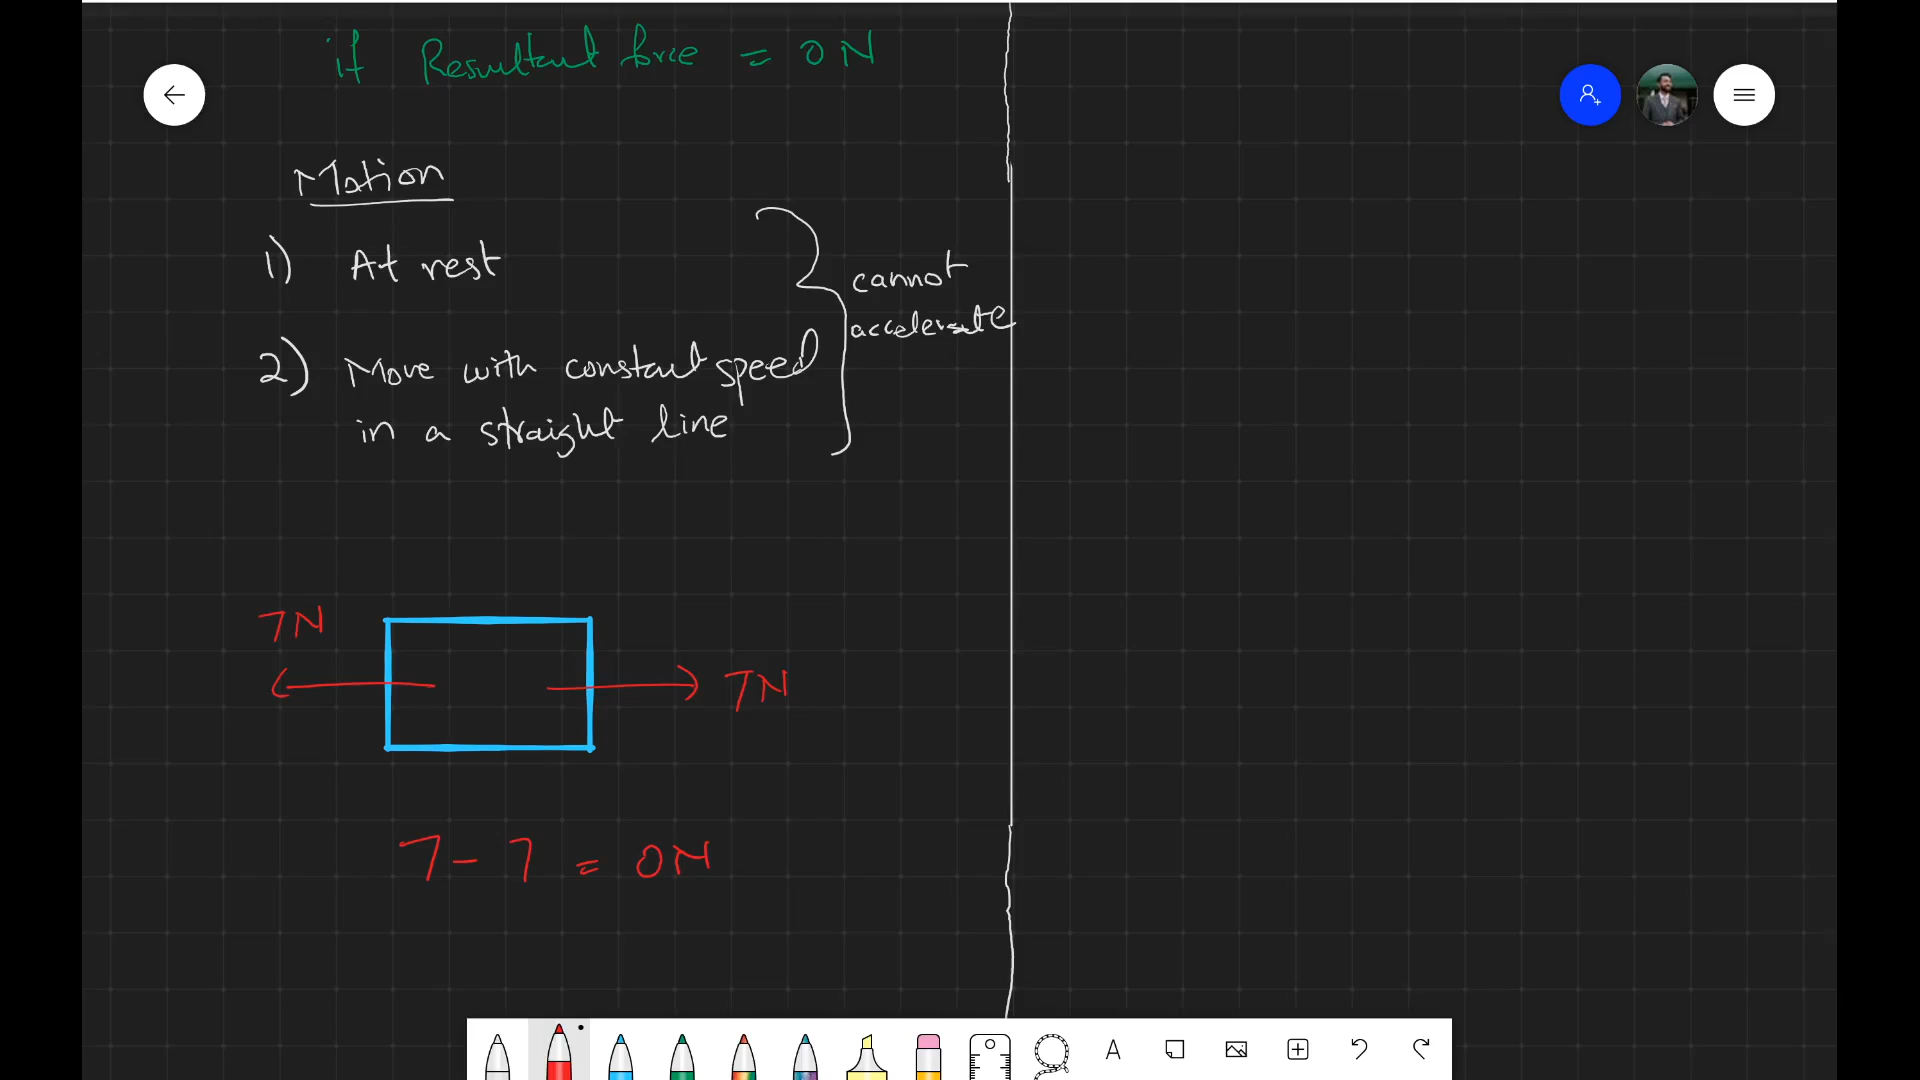 if Resultant force = 0 N
Motion
1) At rest
cannot
accelerate
2) Move with constant speed
in a straight line
7N
7N
7 - 7 = 0N
A